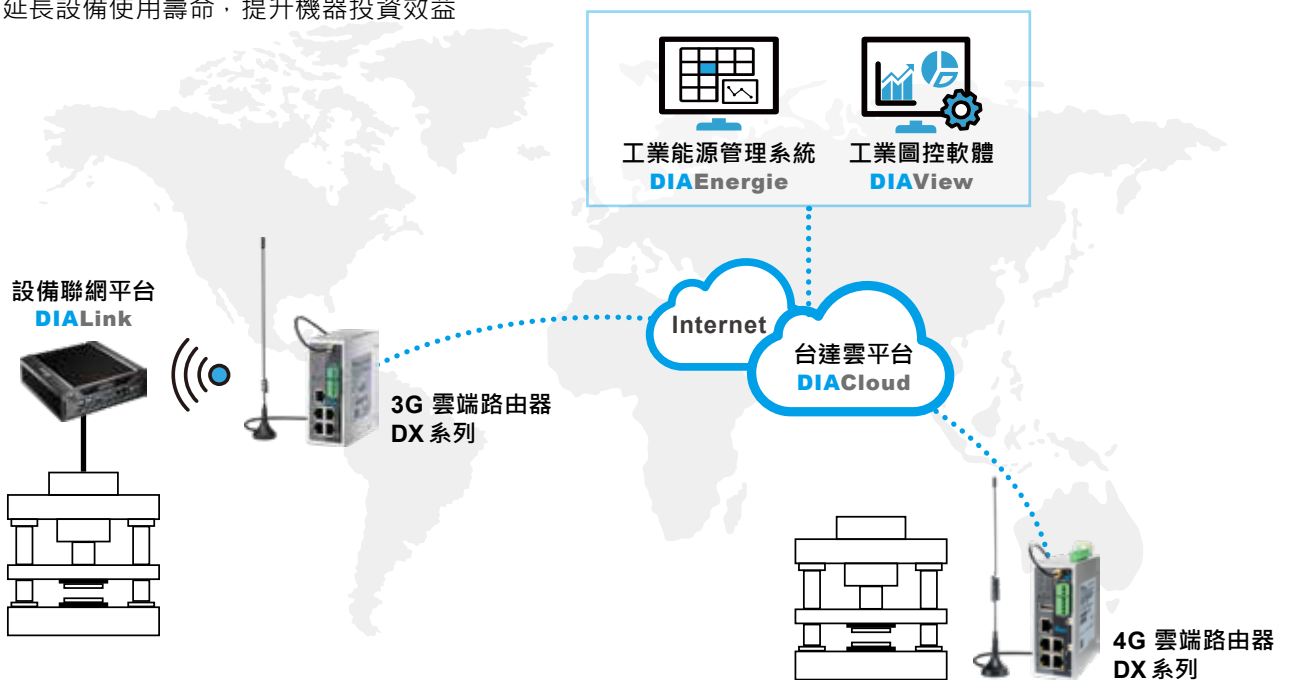 延長設備使用壽命，提升機器投資效益
工業能源管理系統
DIAEnergie
工業圖控軟體
DIAView
設備聯網平台
DIALink
3G 雲端路由器
DX 系列
Internet
台達雲平台
DIACloud
4G 雲端路由器
DX 系列